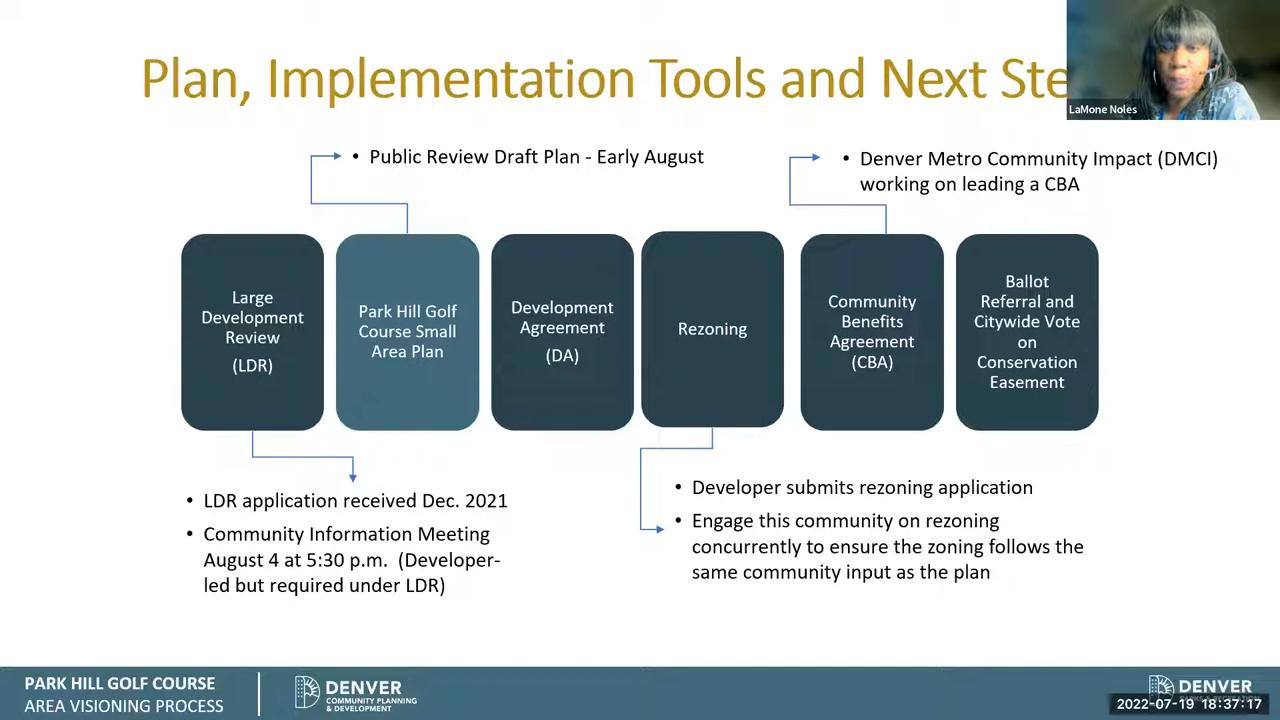 Plan, Implementation Tools and Next Ste
LaMone Noles
• Public Review Draft Plan - Early August
• Denver Metro Community Impact (DMCI)
working on leading a CBA
Large
Development
Review
(LDR)
Park Hill Golf
Course Small
Area Plan
Development
Agreement
(DA)
Rezoning
Community
Benefits
Agreement
(CBA)
Ballot
Referral and
Citywide Vote
on
Conservation
Easement
• LDR application received Dec. 2021
• Community Information Meeting
August 4 at 5:30 p.m. (Developer-
led but required under LDR)
• Developer submits rezoning application
• Engage this community on rezoning
concurrently to ensure the zoning follows the
same community input as the plan
PARK HILL GOLF COURSE
AREA VISIONING PROCESS
DENVER
COMMUNITY PLANNING
& DEVELOPMENT
DENVER
2022-07-19 18:37:17